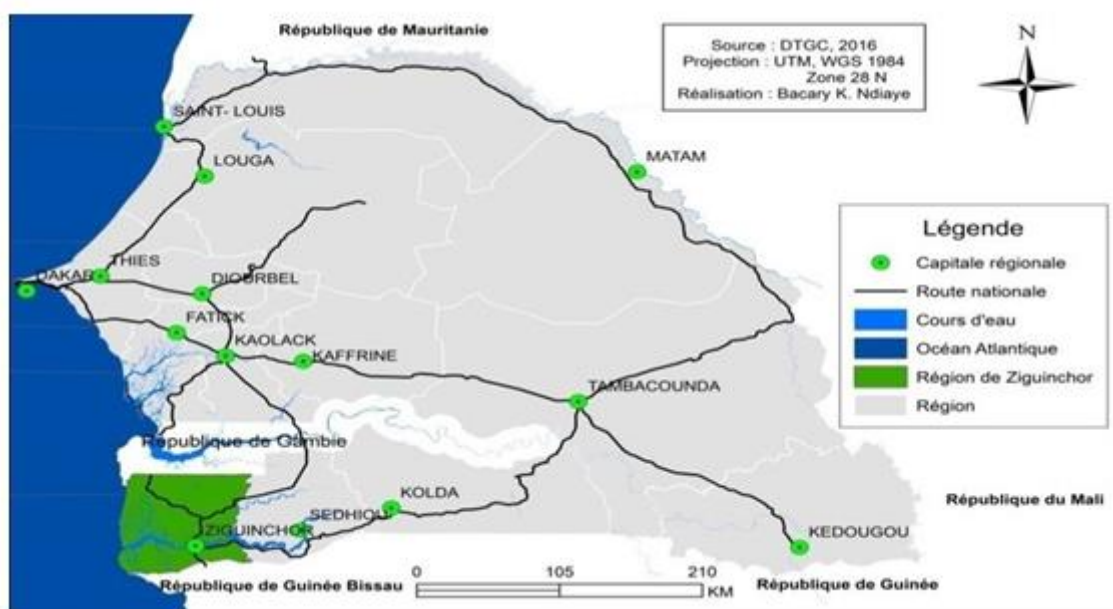 République de Mauritanie
Source : DTGC, 2016
Projection : UTM, WGS 1984
Zone 28 N
Réalisation : Bacary K. Ndiaye
N
SAINT- LOUIS
LOUGA
MATAM
Légende
Capitale régionale
Route nationale
Cours d'eau
Océan Atlantique
Région de Ziguinchor
Région
DAKAR
THIES
DIOURBEL
FATICK
KAOLACK
KAFFRINE
TAMBACOUNDA
République de Gambie
KOLDA
SEDHIOU
ZIGUINCHOR
KEDOUGOU
République du Mali
République de Guinée Bissau
0 105 210
KM
République de Guinée